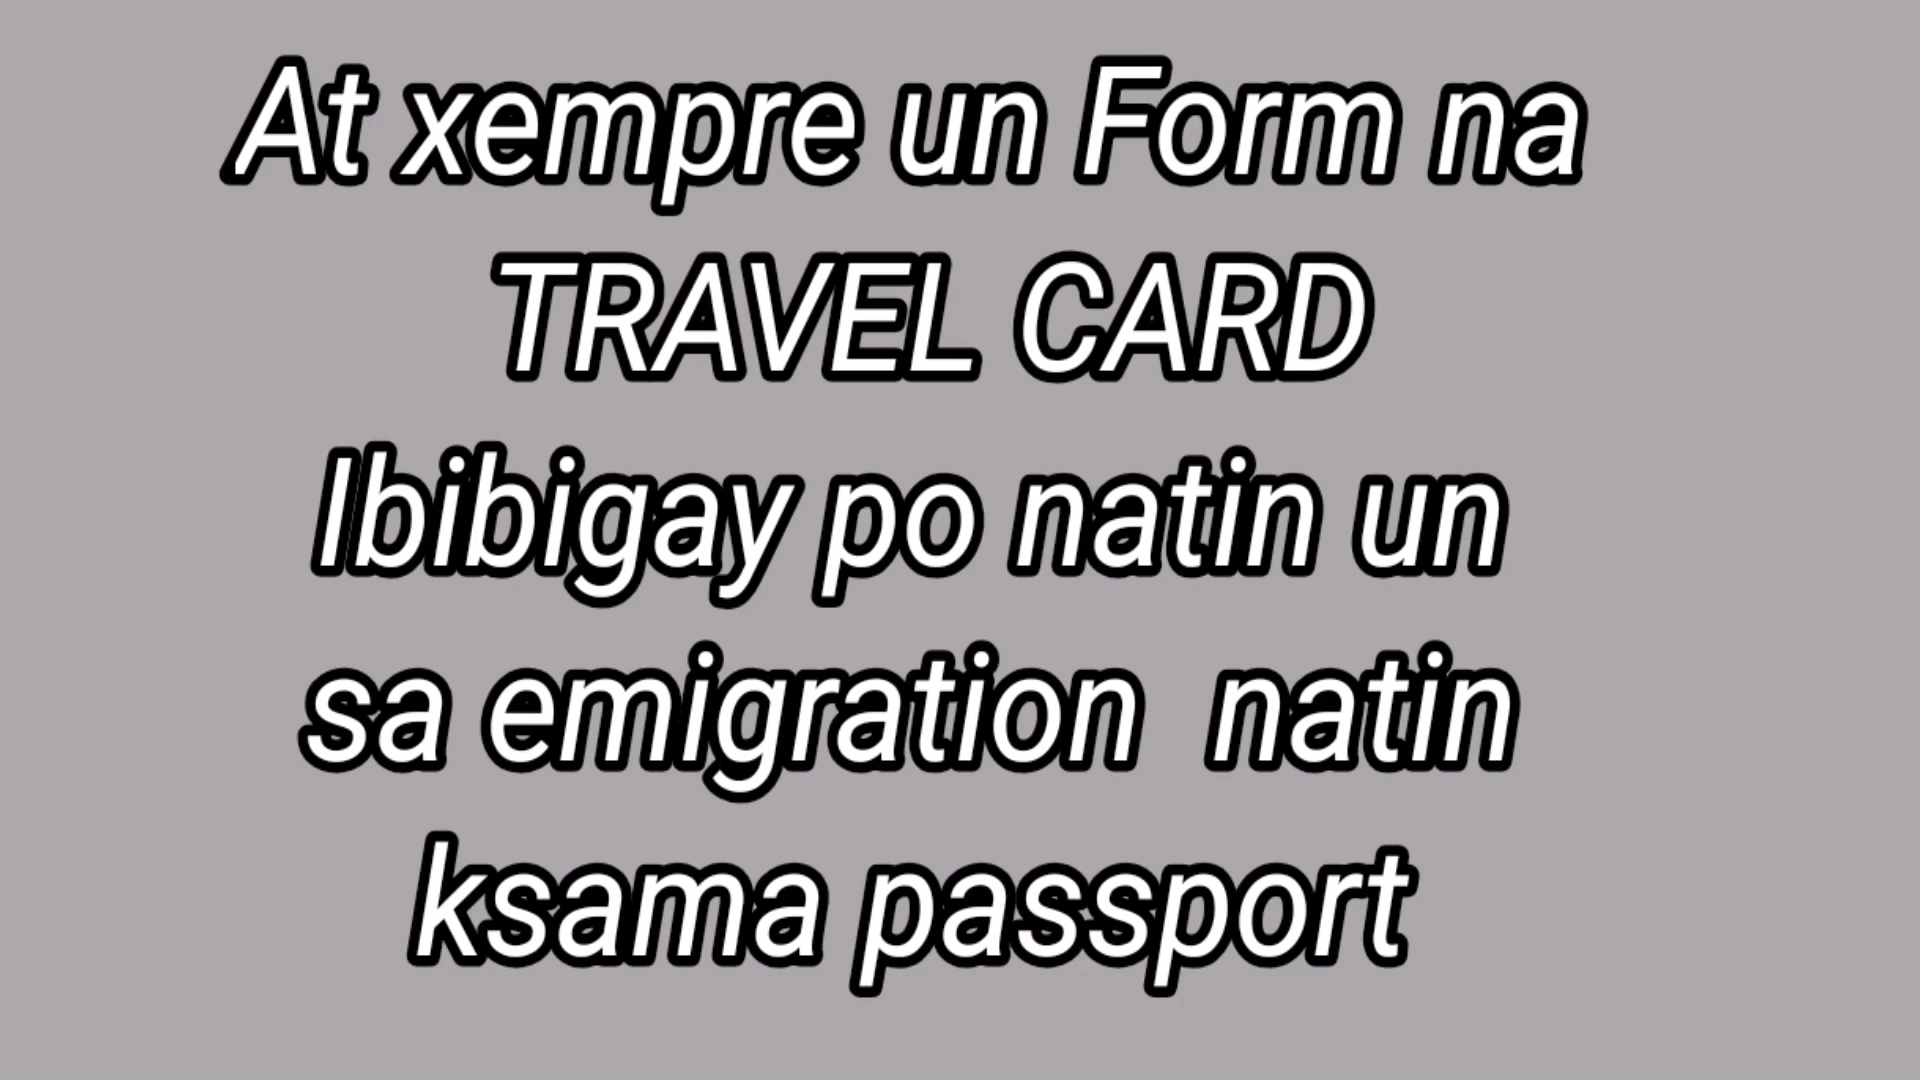 At xempre un Form na
TRAVEL CARD
Ibibigay po natin un
sa emigration  natin
ksama passport